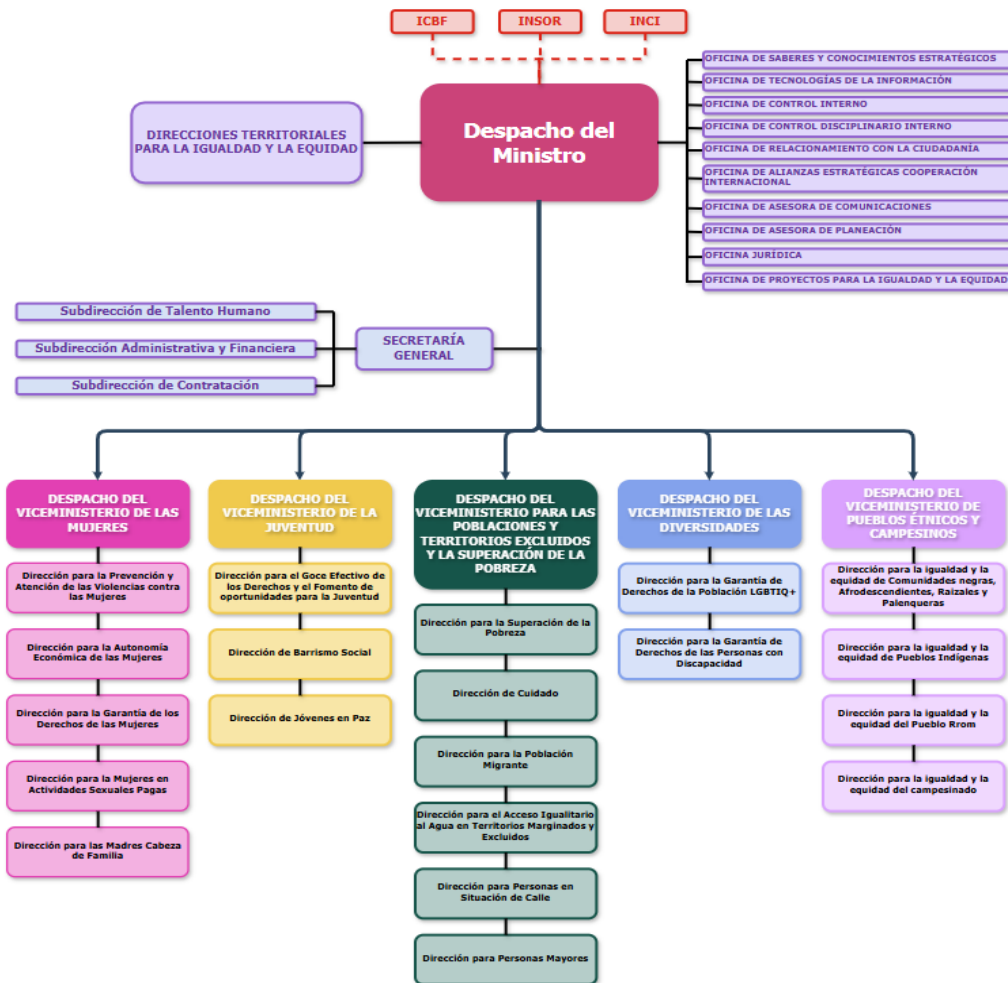 ICBF
INSOR
INCI
DIRECCIONES TERRITORIALES
PARA LA IGUALDAD Y LA EQUIDAD
Despacho del
Ministro
OFICINA DE SABERES Y CONOCIMIENTOS ESTRATÉGICOS
OFICINA DE TECNOLOGÍAS DE LA INFORMACIÓN
OFICINA DE CONTROL INTERNO
OFICINA DE CONTROL DISCIPLINARIO INTERNO
OFICINA DE RELACIONAMIENTO CON LA CIUDADANÍA
OFICINA DE ALIANZAS ESTRATÉGICAS COOPERACIÓN
INTERNACIONAL
OFICINA DE ASESORA DE COMUNICACIONES
OFICINA DE ASESORA DE PLANEACIÓN
OFICINA JURÍDICA
OFICINA DE PROYECTOS PARA LA IGUALDAD Y LA EQUIDAD
Subdirección de Talento Humano
Subdirección Administrativa y Financiera
Subdirección de Contratación
SECRETARÍA
GENERAL
DESPACHO DEL
VICEMINISTERIO DE LAS
MUJERES
Dirección para la Prevención y
Atención de las Violencias contra
las Mujeres
Dirección para la Autonomía
Económica de las Mujeres
Dirección para la Garantía de los
Derechos de las Mujeres
Dirección para la Mujeres en
Actividades Sexuales Pagas
Dirección para las Madres Cabeza
de Familia
DESPACHO DEL
VICEMINISTERIO DE LA
JUVENTUD
Dirección para el Goce Efectivo de
los Derechos y el Fomento de
oportunidades para la Juventud
Dirección de Barrismo Social
Dirección de Jóvenes en Paz
DESPACHO DEL
VICEMINISTERIO PARA LAS
POBLACIONES Y
TERRITORIOS EXCLUIDOS
Y LA SUPERACIÓN DE LA
POBREZA
Dirección para la Superación de la
Pobreza
Dirección de Cuidado
Dirección para la Población
Migrante
Dirección para el Acceso Igualitario
al Agua en Territorios Marginados y
Excluidos
Dirección para Personas en
Situación de Calle
Dirección para Personas Mayores
DESPACHO DEL
VICEMINISTERIO DE LAS
DIVERSIDADES
Dirección para la Garantía de
Derechos de la Población LGBTIQ+
Dirección para la Garantía de
Derechos de las Personas con
Discapacidad
DESPACHO DEL
VICEMINISTERIO DE
PUEBLOS ÉTNICOS Y
CAMPESINOS
Dirección para la igualdad y la
equidad de Comunidades negras,
Afrodescendientes, Raizales y
Palenqueras
Dirección para la igualdad y la
equidad de Pueblos Indígenas
Dirección para la igualdad y la
equidad del Pueblo Rrom
Dirección para la igualdad y la
equidad del campesinado